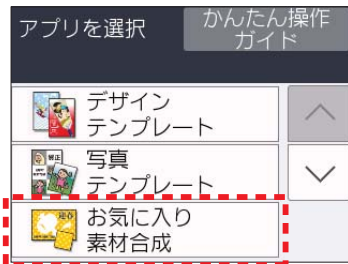 アプリを選択
かんたん操作
ガイド
デザイン
テンプレート
写真
テンプレート
お気に入り
素材合成